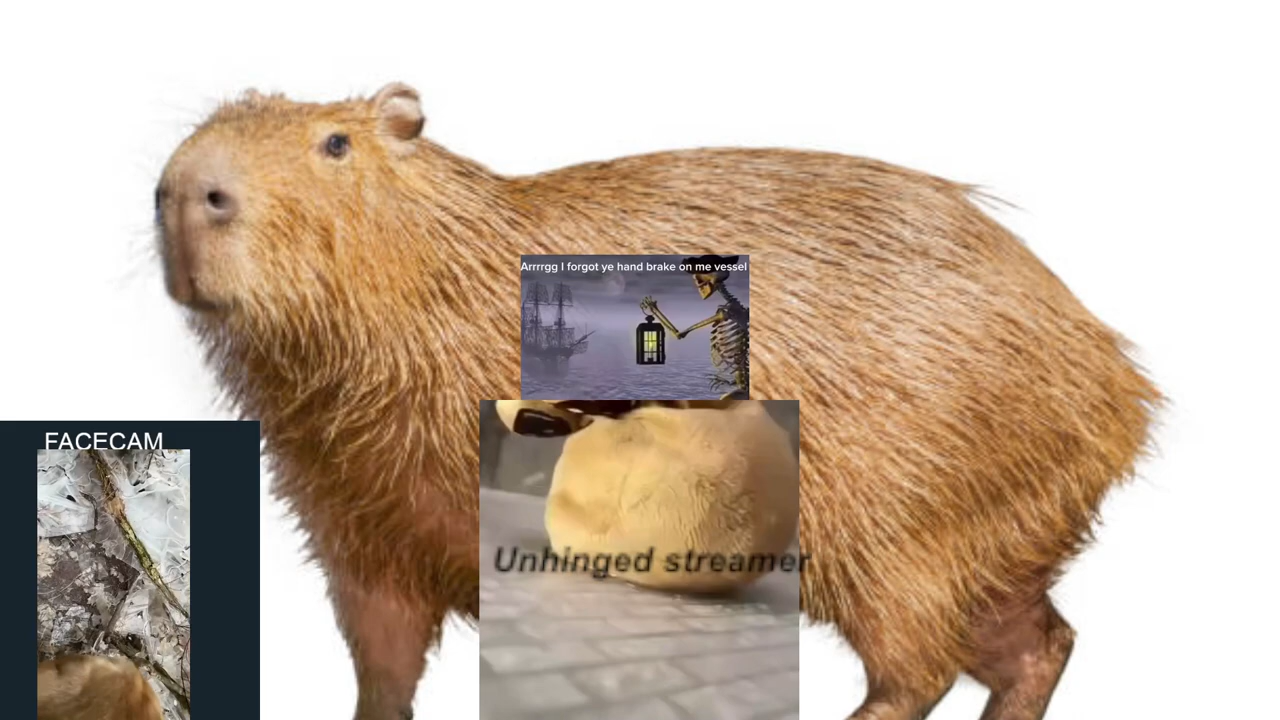 Arrrrgg I forgot ye hand brake on me vessel
FACECAM
Unhinged streamer